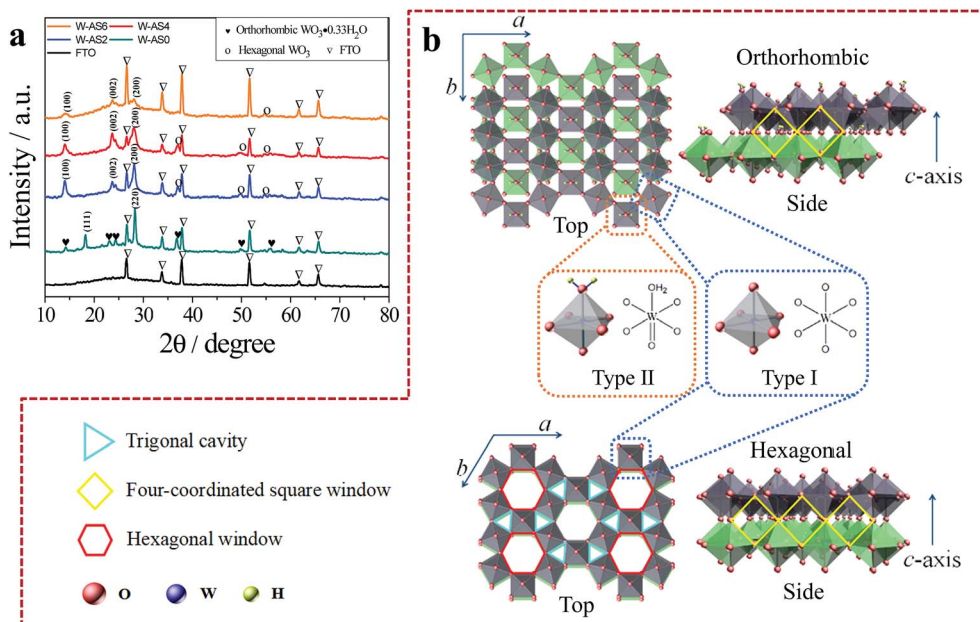 a
W-AS6 W-AS4
W-AS2 W-AS0
FTO
♥ Orthorhombic WO₃•0.33H₂O
o Hexagonal WO₃ ▽ FTO
(100) (002) (200)
(100) (002) (200)
(100) (002) (200)
(111) (220)
Intensity / a.u.
10 20 30 40 50 60 70 80
2θ / degree
b
a
b
Top
Orthorhombic
c-axis
Side
OH₂
O O
W
O O
O
Type II
O
O O
W
O O
O
Type I
Trigonal cavity
Four-coordinated square window
Hexagonal window
O W H
a
b
Top
Hexagonal
c-axis
Side